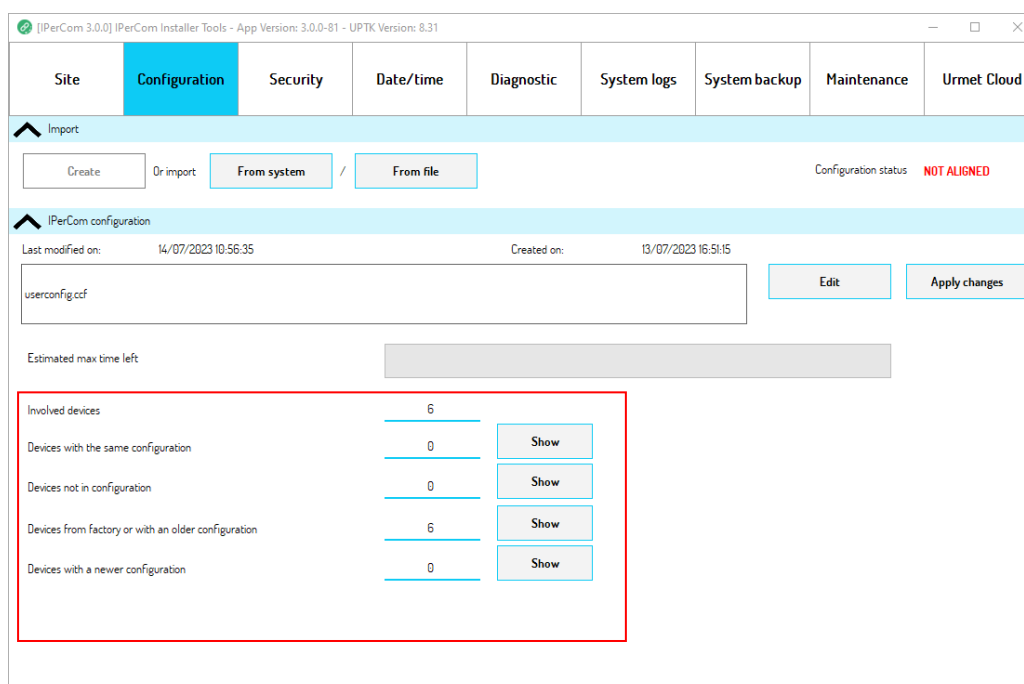 [IPerCom 3.0.0] IPerCom Installer Tools - App Version: 3.0.0-81 - UPTK Version: 8.31
Site Configuration Security Date/time Diagnostic System logs System backup Maintenance Urmet Cloud
Import
Create Or import From system / From file Configuration status NOT ALIGNED
IPerCom configuration
Last modified on: 14/07/2023 10:56:35 Created on: 13/07/2023 16:51:15
userconfig.ccf Edit Apply changes
Estimated max time left
Involved devices 6
Devices with the same configuration 0 Show
Devices not in configuration 0 Show
Devices from factory or with an older configuration 6 Show
Devices with a newer configuration 0 Show